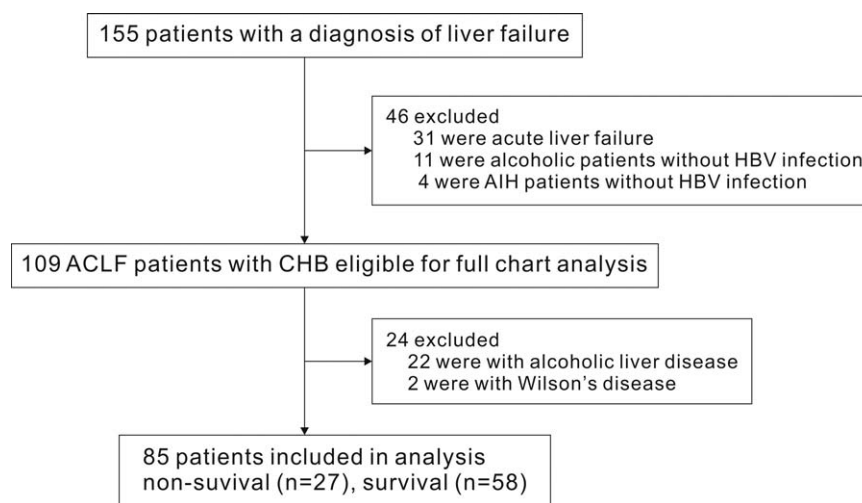 155 patients with a diagnosis of liver failure
46 excluded
31 were acute liver failure
11 were alcoholic patients without HBV infection
4 were AIH patients without HBV infection
109 ACLF patients with CHB eligible for full chart analysis
24 excluded
22 were with alcoholic liver disease
2 were with Wilson's disease
85 patients included in analysis
non-suvival (n=27), survival (n=58)